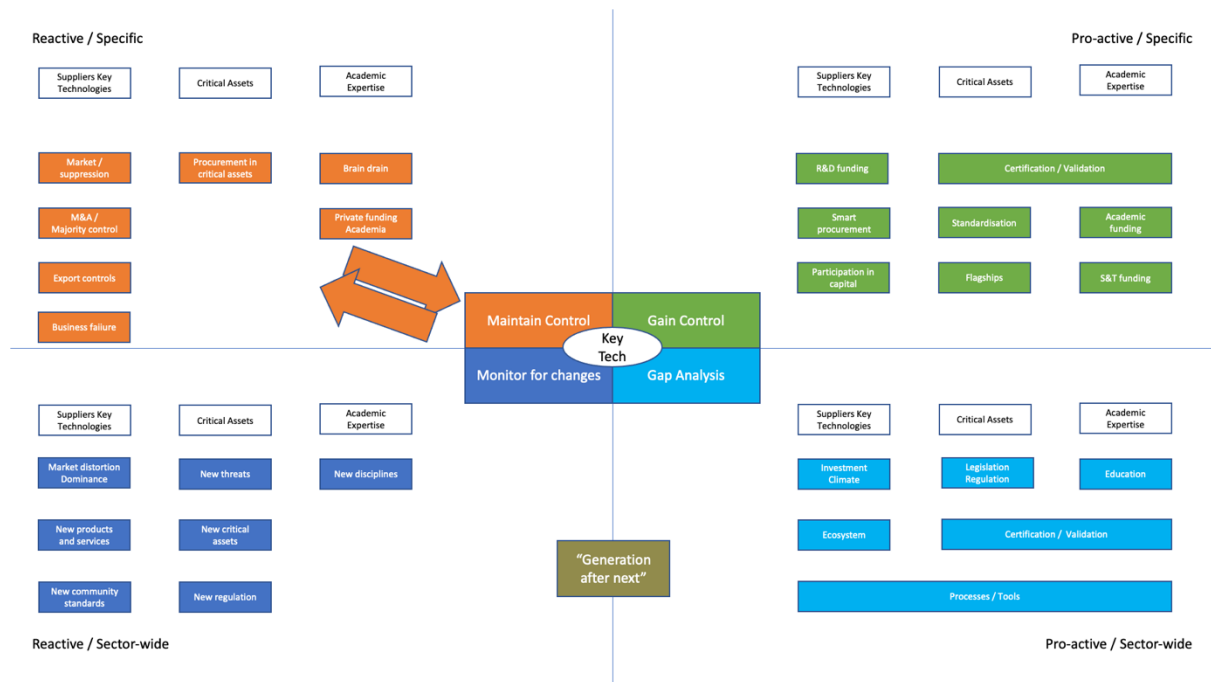 Reactive / Specific
Pro-active / Specific
Suppliers Key
Technologies
Critical Assets
Academic
Expertise
Suppliers Key
Technologies
Critical Assets
Academic
Expertise
Market /
suppression
Procurement in
critical assets
Brain drain
R&D funding
Certification / Validation
M&A /
Majority control
Private funding
Academia
Smart
procurement
Standardisation
Academic
funding
Export controls
Participation in
capital
Flagships
S&T funding
Business failure
Maintain Control
Gain Control
Key
Tech
Monitor for changes
Gap Analysis
Suppliers Key
Technologies
Critical Assets
Academic
Expertise
Suppliers Key
Technologies
Critical Assets
Academic
Expertise
Market distortion
Dominance
New threats
New disciplines
Investment
Climate
Legislation
Regulation
Education
New products
and services
New critical
assets
Ecosystem
Certification / Validation
"Generation
after next"
New community
standards
New regulation
Processes / Tools
Reactive / Sector-wide
Pro-active / Sector-wide